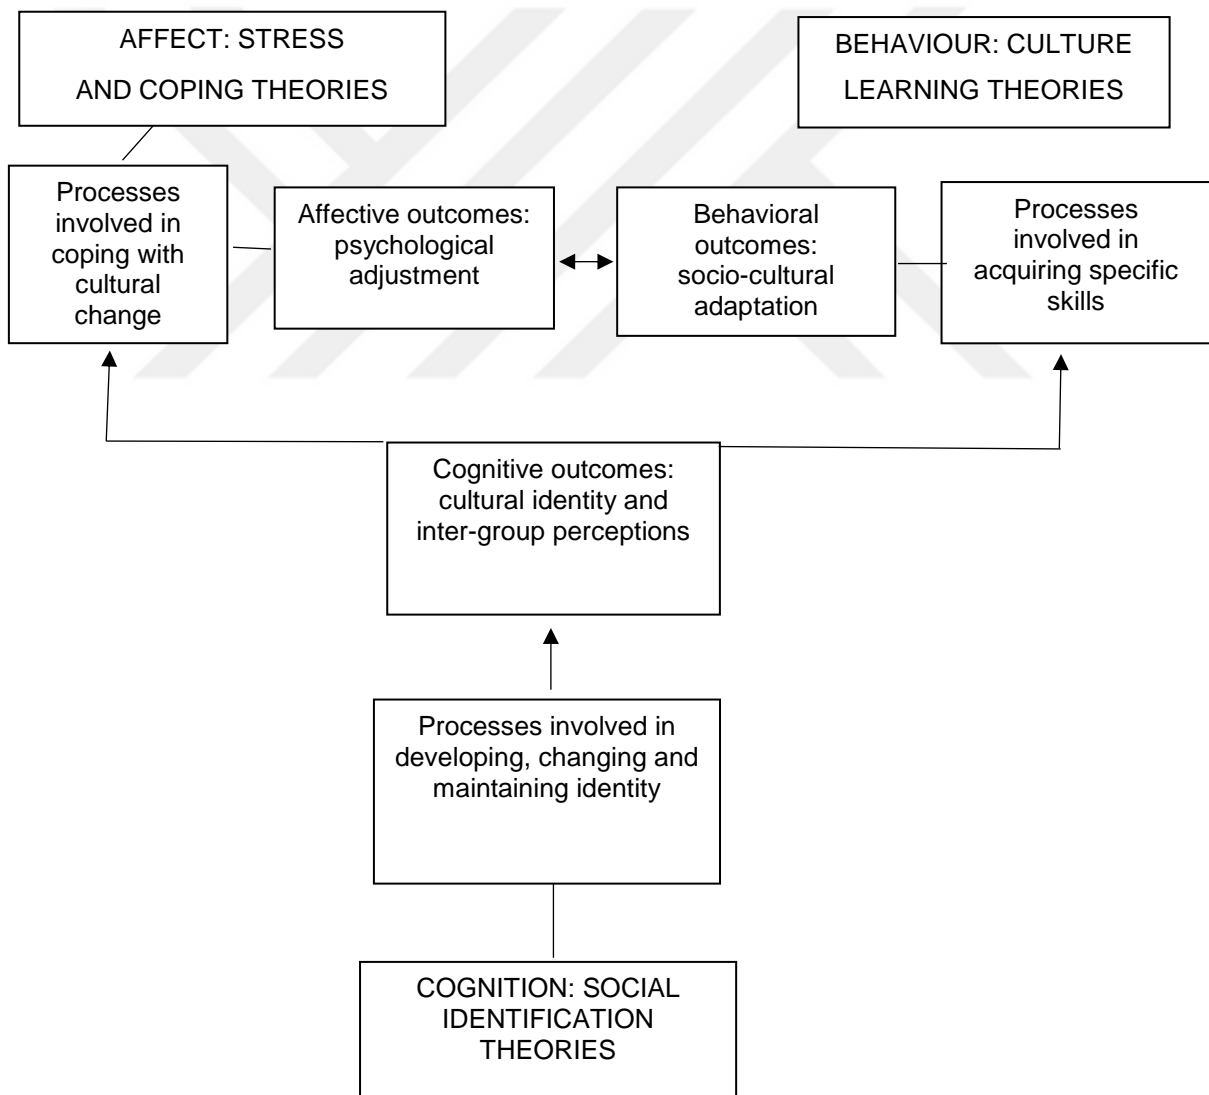 AFFECT: STRESS
AND COPING THEORIES
BEHAVIOUR: CULTURE
LEARNING THEORIES
Processes
involved in
coping with
cultural
change
Affective outcomes:
psychological
adjustment
Behavioral
outcomes:
socio-cultural
adaptation
Processes
involved in
acquiring specific
skills
Cognitive outcomes:
cultural identity and
inter-group perceptions
Processes involved in
developing, changing and
maintaining identity
COGNITION: SOCIAL
IDENTIFICATION
THEORIES